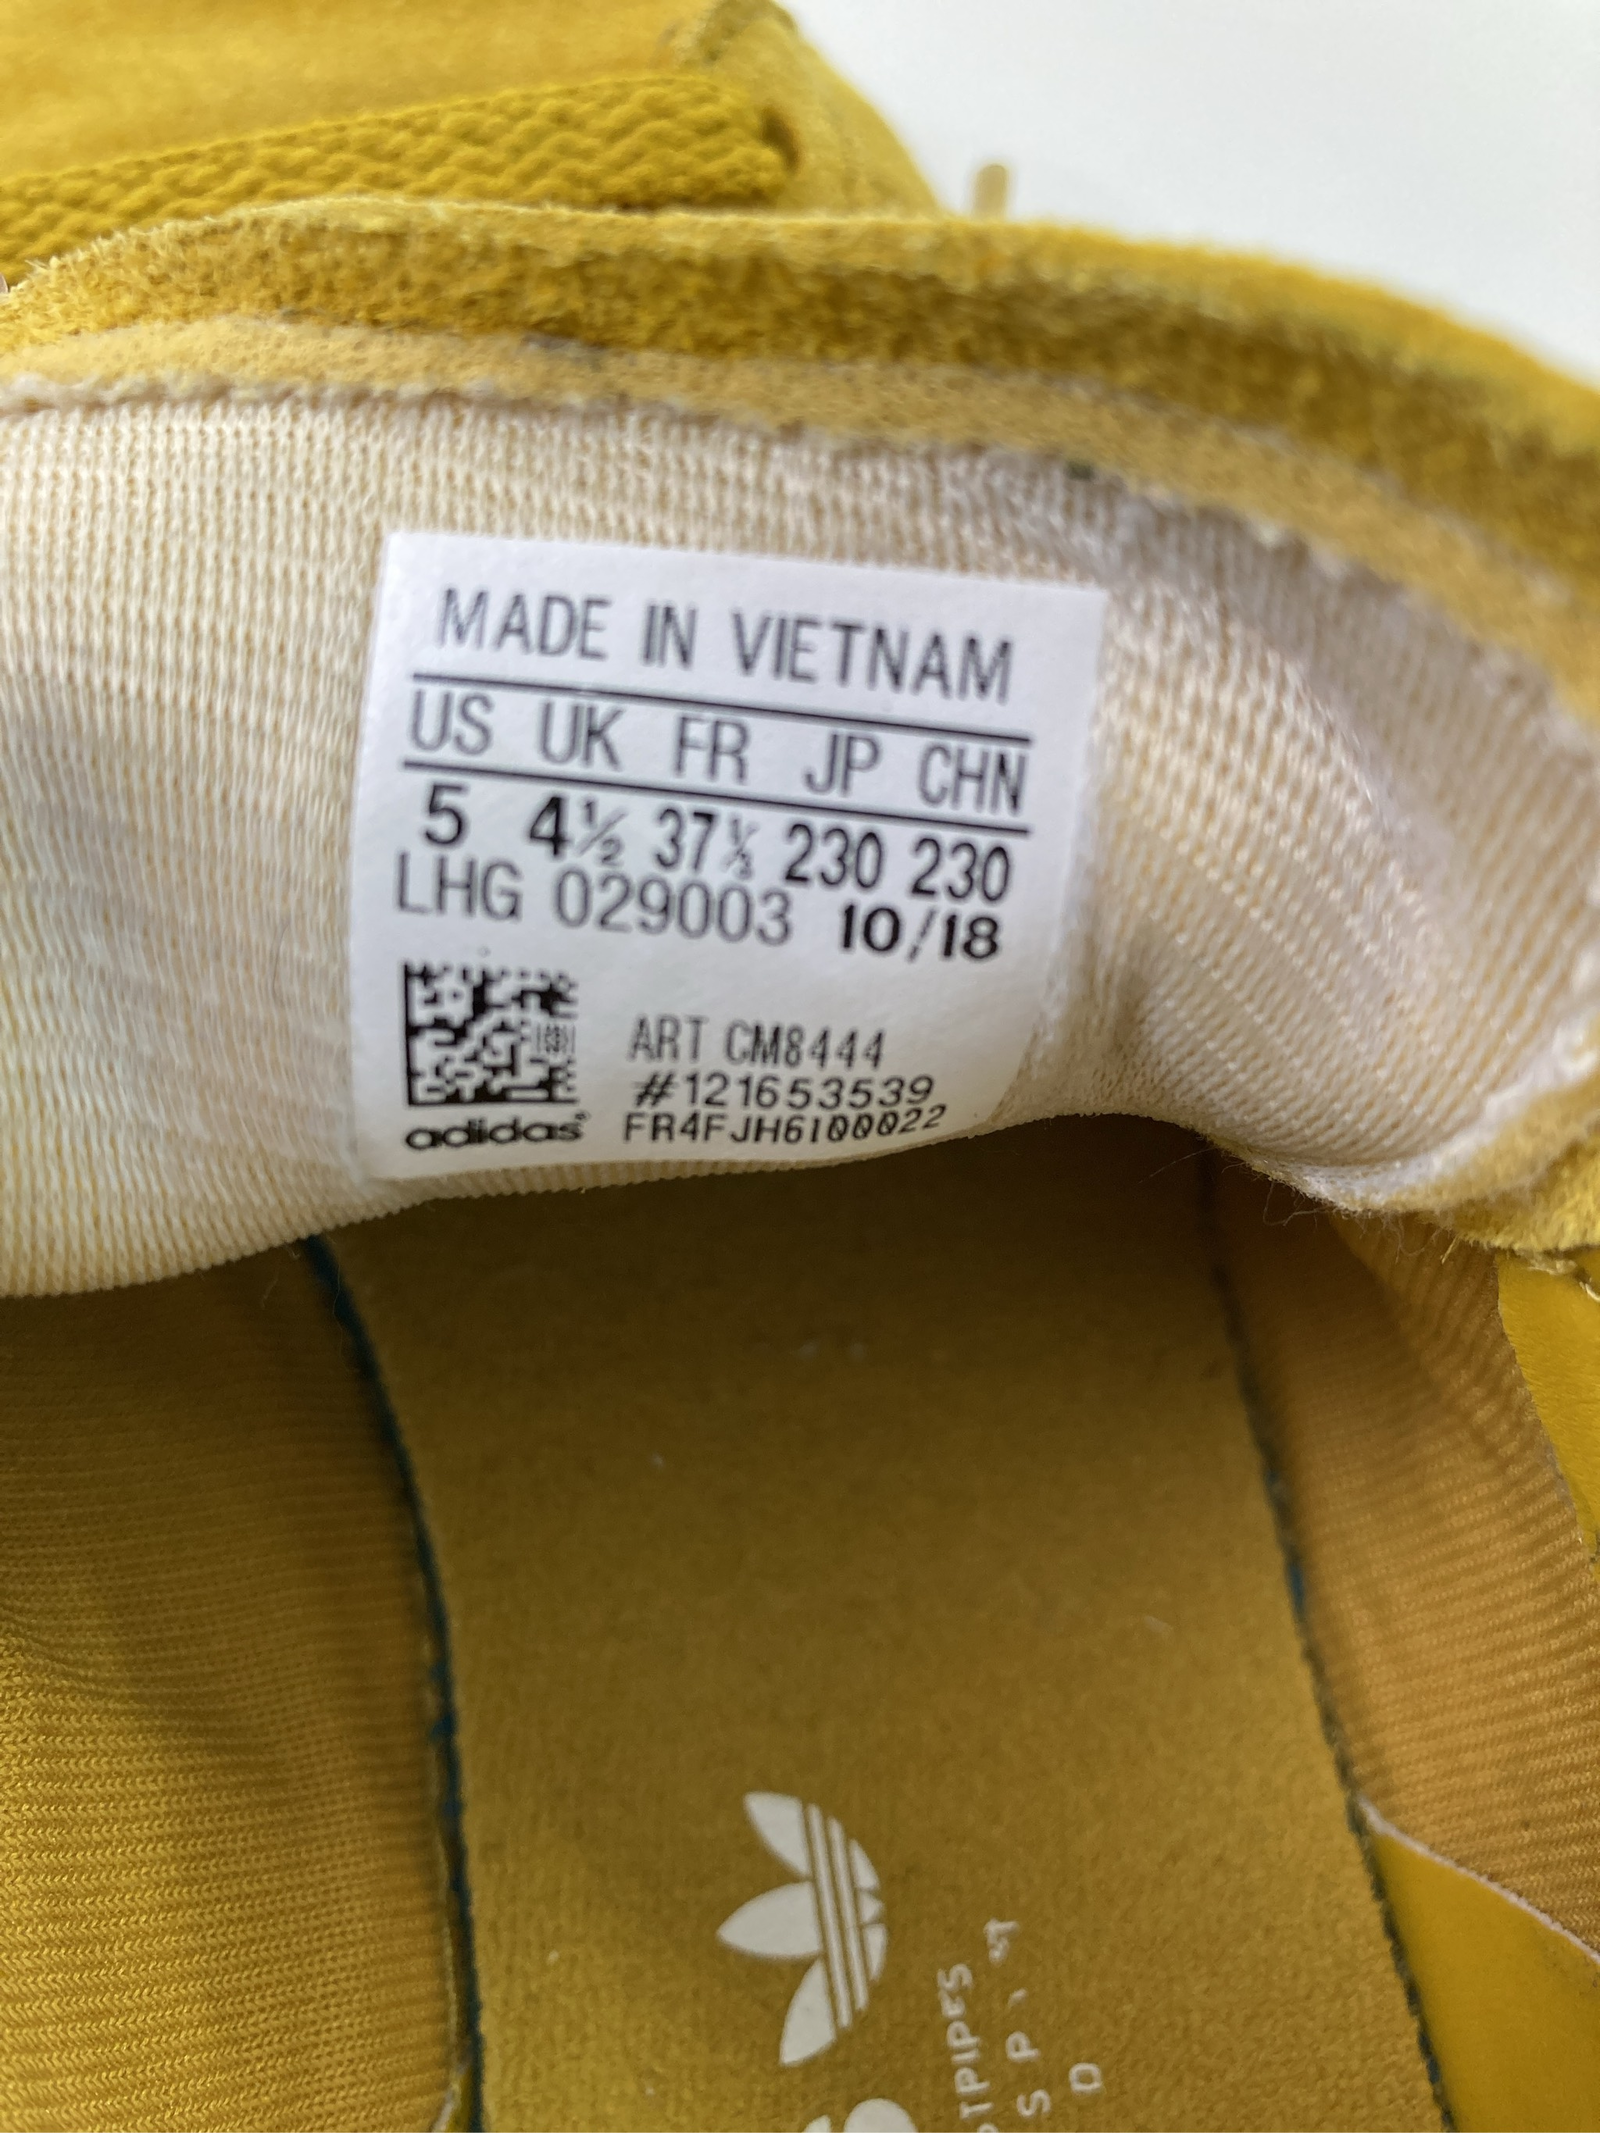 MADE IN VIETNAM
US UK FR JP CHN
5 4½ 37⅓ 230 230
LHG 029003 10/18
ART CM8444
#121653539
adidas FR4FJH6100022